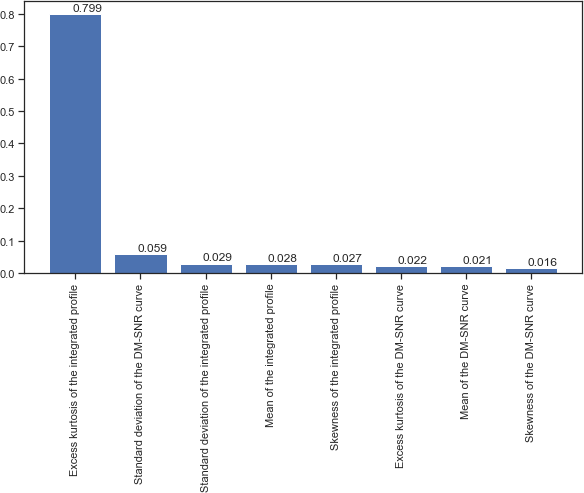 0.8
0.7
0.6
0.5
0.4
0.3
0.2
0.1
0.0
0.799
0.059
0.029
0.028
0.027
0.022
0.021
0.016
Excess kurtosis of the integrated profile
Standard deviation of the DM-SNR curve
Standard deviation of the integrated profile
Mean of the integrated profile
Skewness of the integrated profile
Excess kurtosis of the DM-SNR curve
Mean of the DM-SNR curve
Skewness of the DM-SNR curve